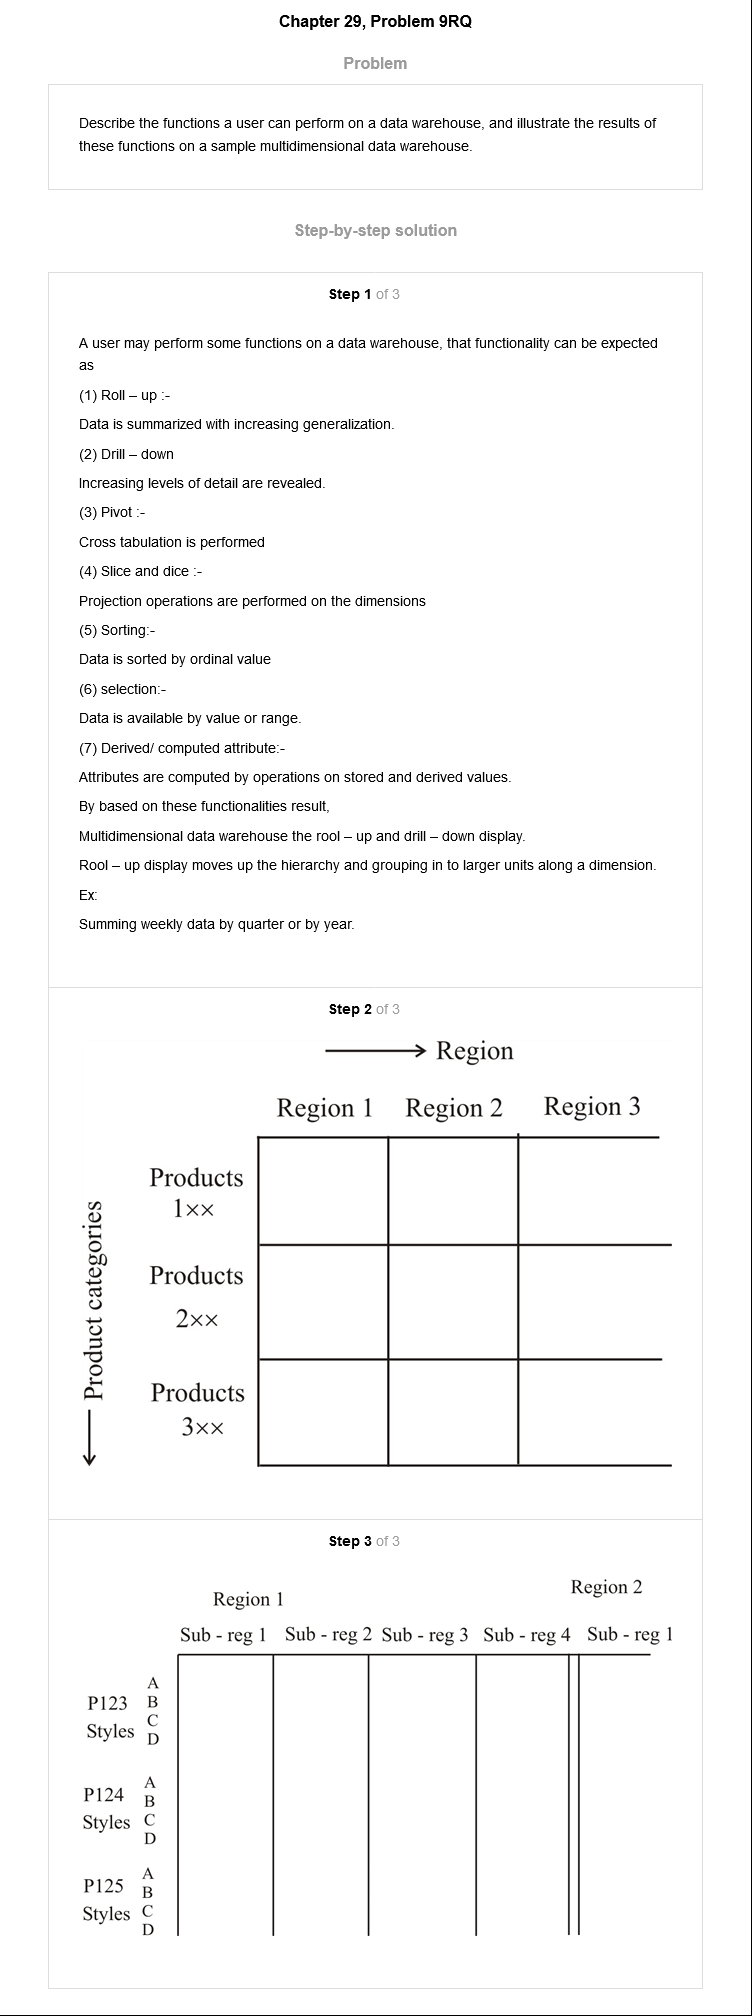 Chapter 29, Problem 9RQ
Problem
Describe the functions a user can perform on a data warehouse, and illustrate the results of
these functions on a sample multidimensional data warehouse.
Step-by-step solution
Step 1 of 3
A user may perform some functions on a data warehouse, that functionality can be expected
as
(1) Roll – up :-
Data is summarized with increasing generalization.
(2) Drill – down
Increasing levels of detail are revealed.
(3) Pivot :-
Cross tabulation is performed
(4) Slice and dice :-
Projection operations are performed on the dimensions
(5) Sorting:-
Data is sorted by ordinal value
(6) selection:-
Data is available by value or range.
(7) Derived/ computed attribute:-
Attributes are computed by operations on stored and derived values.
By based on these functionalities result,
Multidimensional data warehouse the rool – up and drill – down display.
Rool – up display moves up the hierarchy and grouping in to larger units along a dimension.
Ex:
Summing weekly data by quarter or by year.
Step 2 of 3
Region
Region 1 Region 2 Region 3
Product categories
Products
1××
Products
2××
Products
3××
Step 3 of 3
Region 1 Region 2
Sub - reg 1 Sub - reg 2 Sub - reg 3 Sub - reg 4 Sub - reg 1
A
P123 B
C
Styles D
A
P124 B
Styles C
D
A
P125 B
Styles C
D